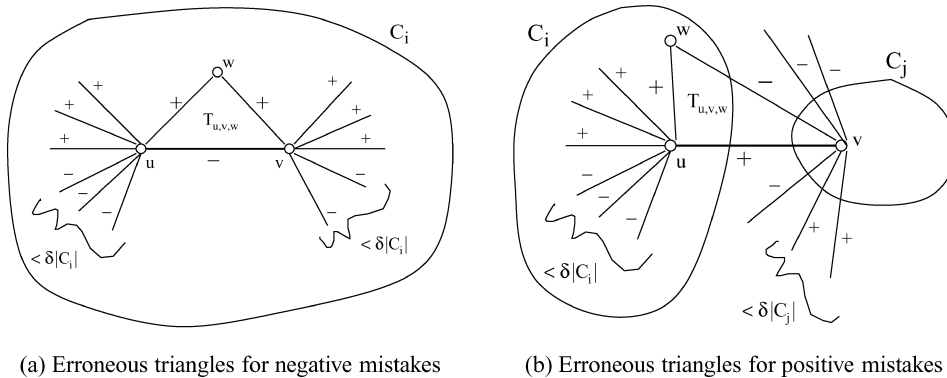 C_i
w
+ + + + +
+ +
T_{u,v,w}
+ +
u − v
− −
− −
− −
< δ|C_i| < δ|C_i|
(a) Erroneous triangles for negative mistakes
C_i
w
−
− C_j
+ + −
+
T_{u,v,w}
+ v
u +
− −
−
− + +
< δ|C_i|
< δ|C_j|
(b) Erroneous triangles for positive mistakes